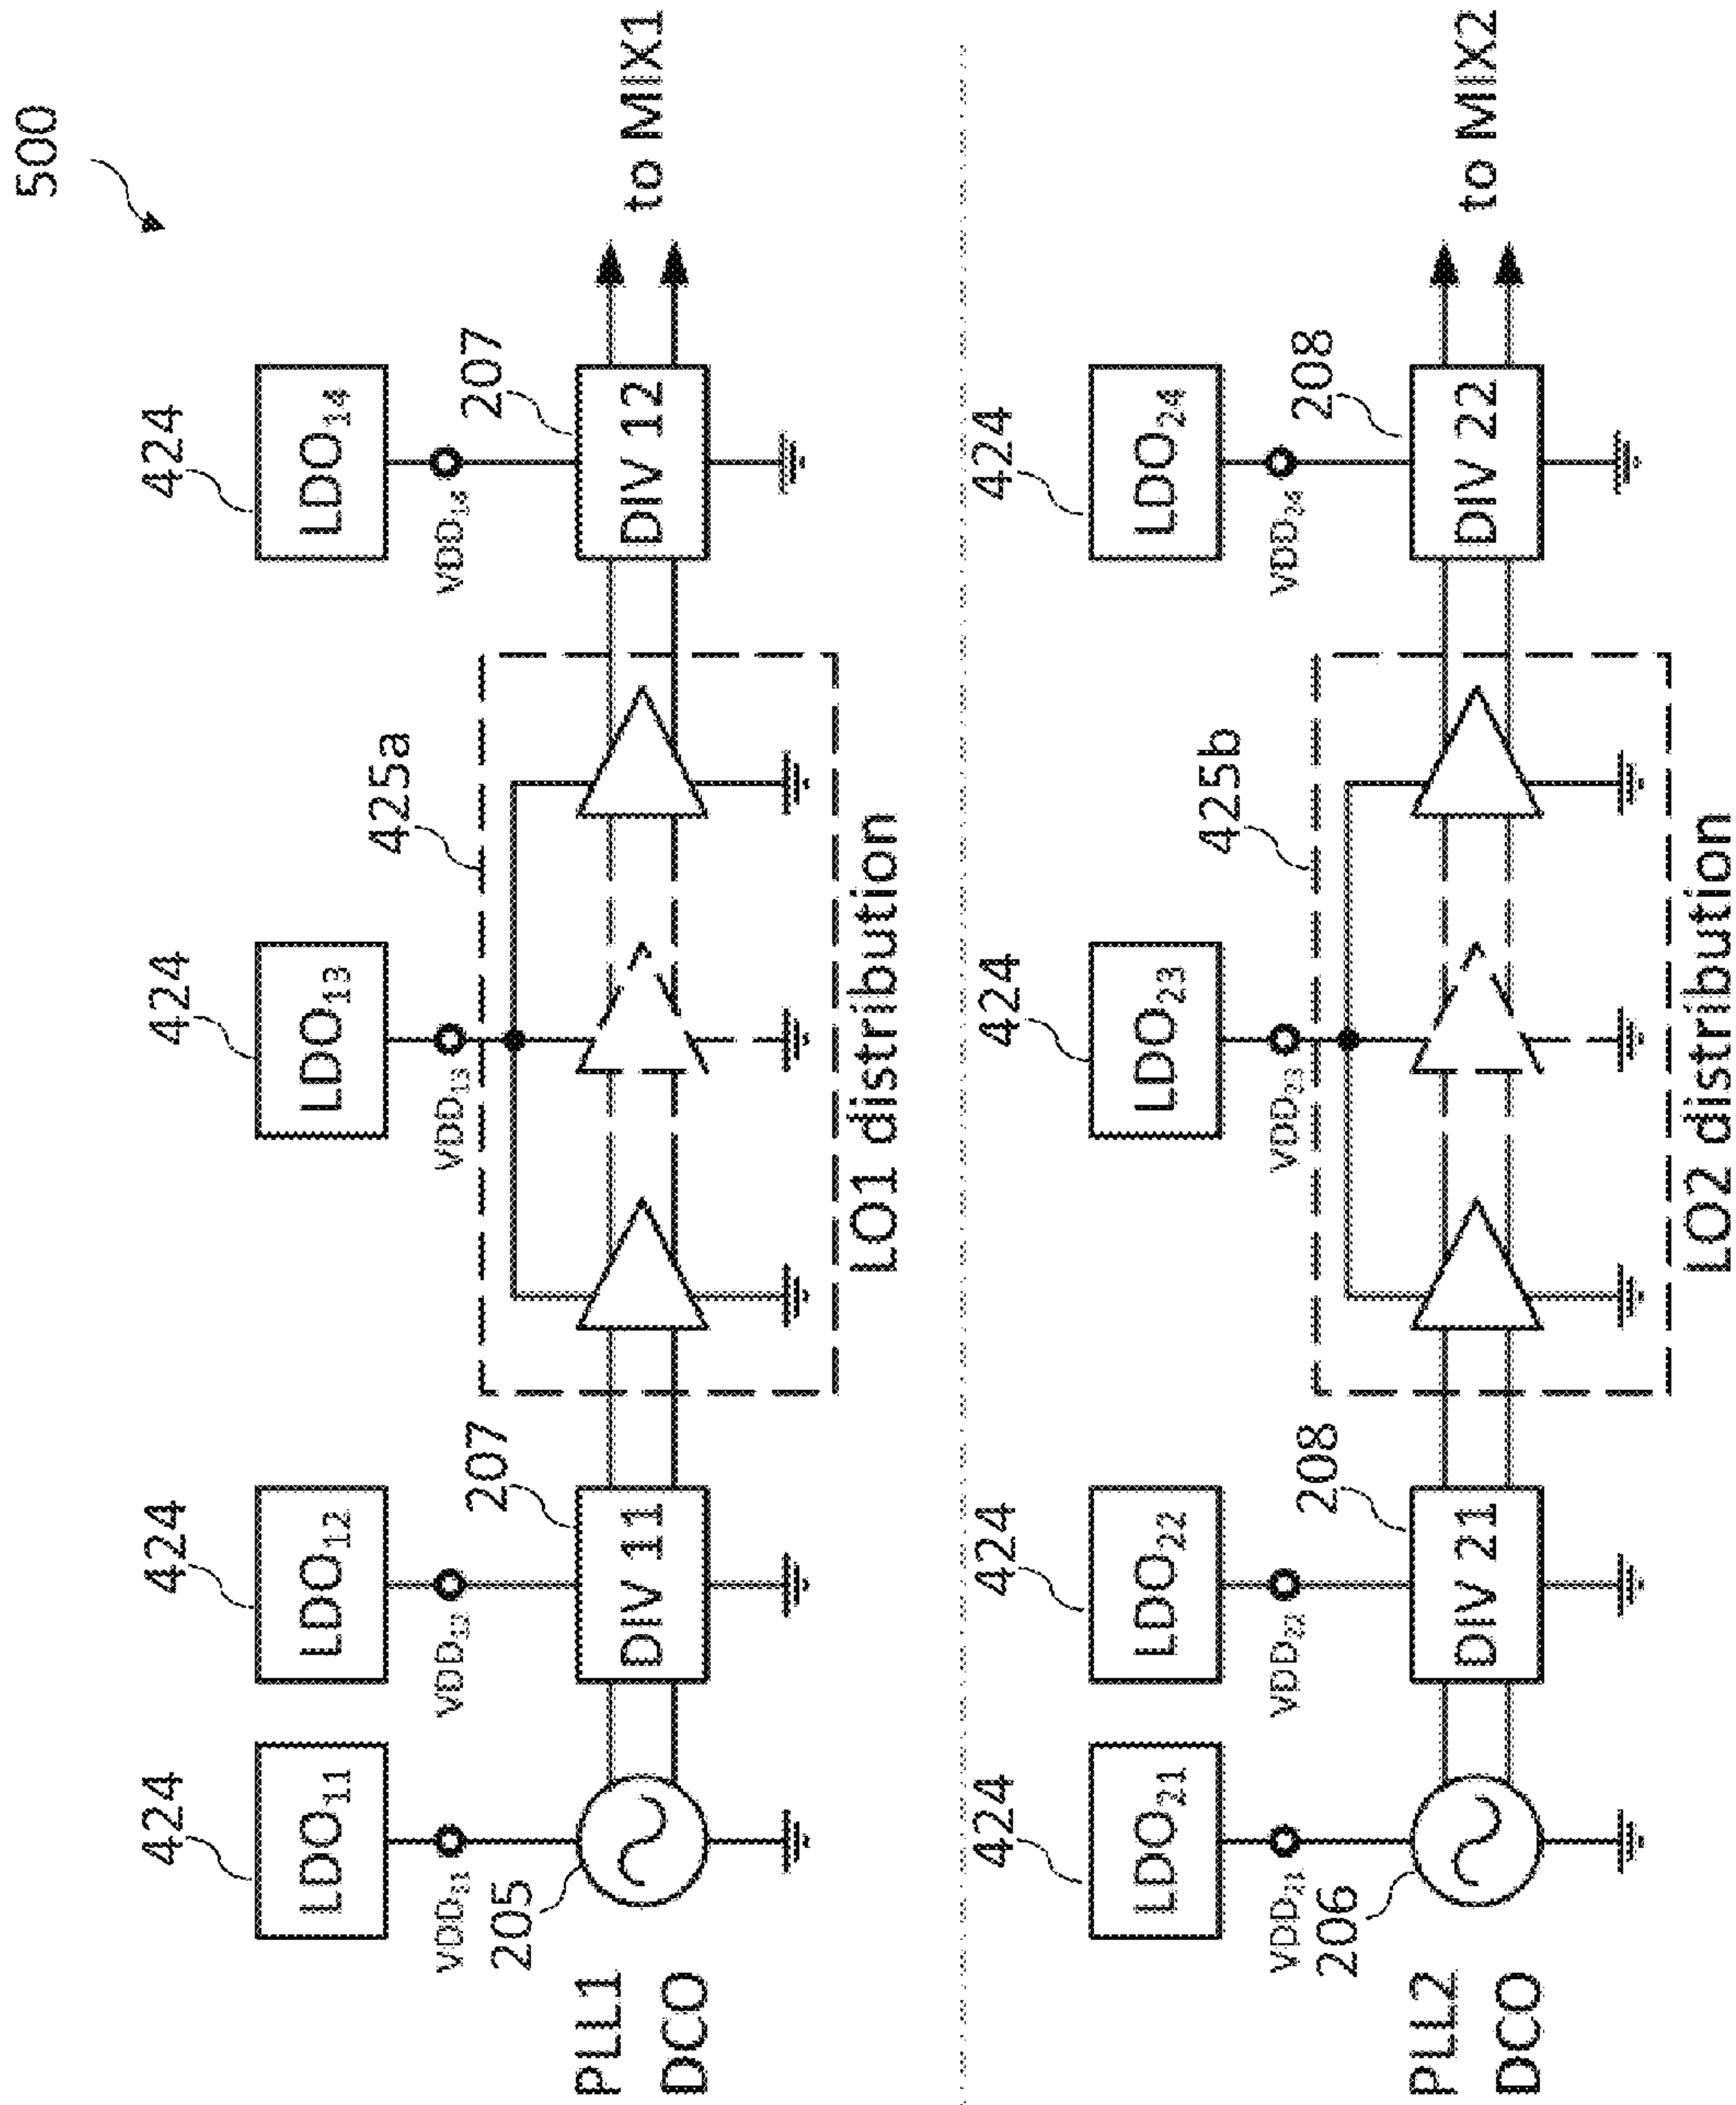 500
424
424
424
424
LDO11
LDO12
LDO13
LDO14
VDD12
VDD13
VDD14
205
207
425a
207
PLL1
DCO
DIV 11
DIV 12
to MIX1
LO1 distribution
424
424
424
424
LDO21
LDO22
LDO23
LDO24
VDD21
VDD22
VDD23
VDD24
206
208
425b
208
PLL2
DCO
DIV 21
DIV 22
to MIX2
LO2 distribution